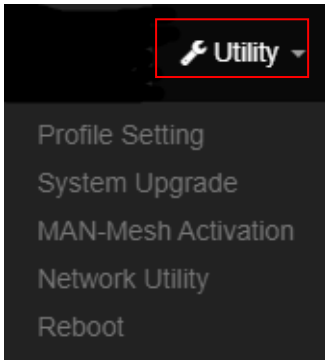 Utility
Profile Setting
System Upgrade
MAN-Mesh Activation
Network Utility
Reboot